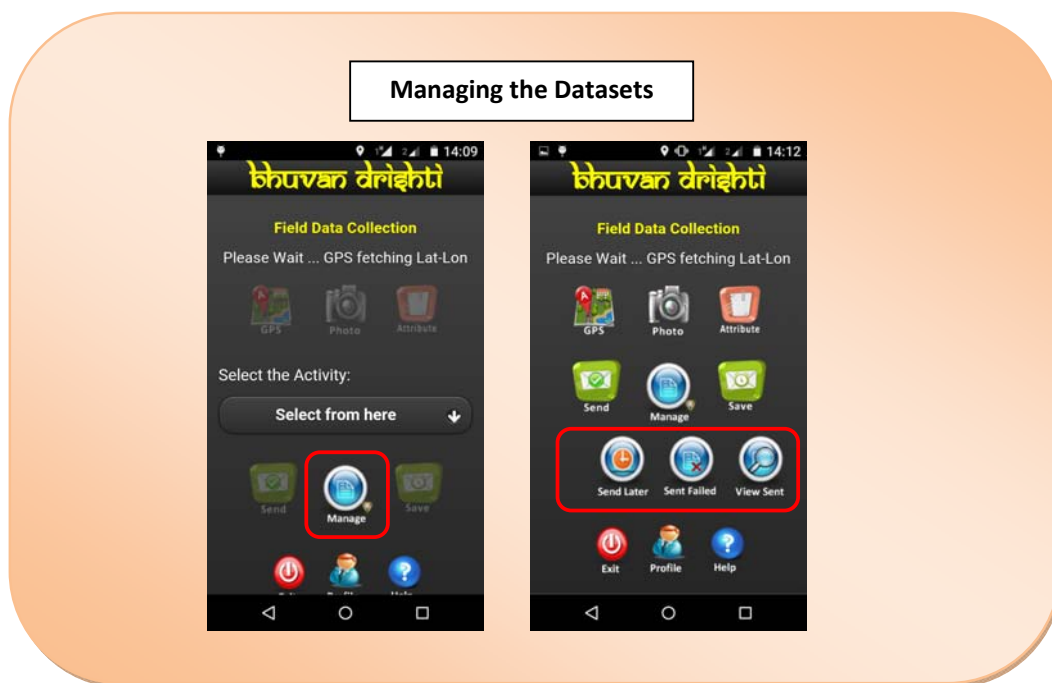 Managing the Datasets
14:09
bhuvan drishti
Field Data Collection
Please Wait ... GPS fetching Lat-Lon
GPS Photo Attribute
Select the Activity:
Select from here
Send Manage Save
14:12
bhuvan drishti
Field Data Collection
Please Wait ... GPS fetching Lat-Lon
GPS Photo Attribute
Send Manage Save
Send Later Sent Failed View Sent
Exit Profile Help